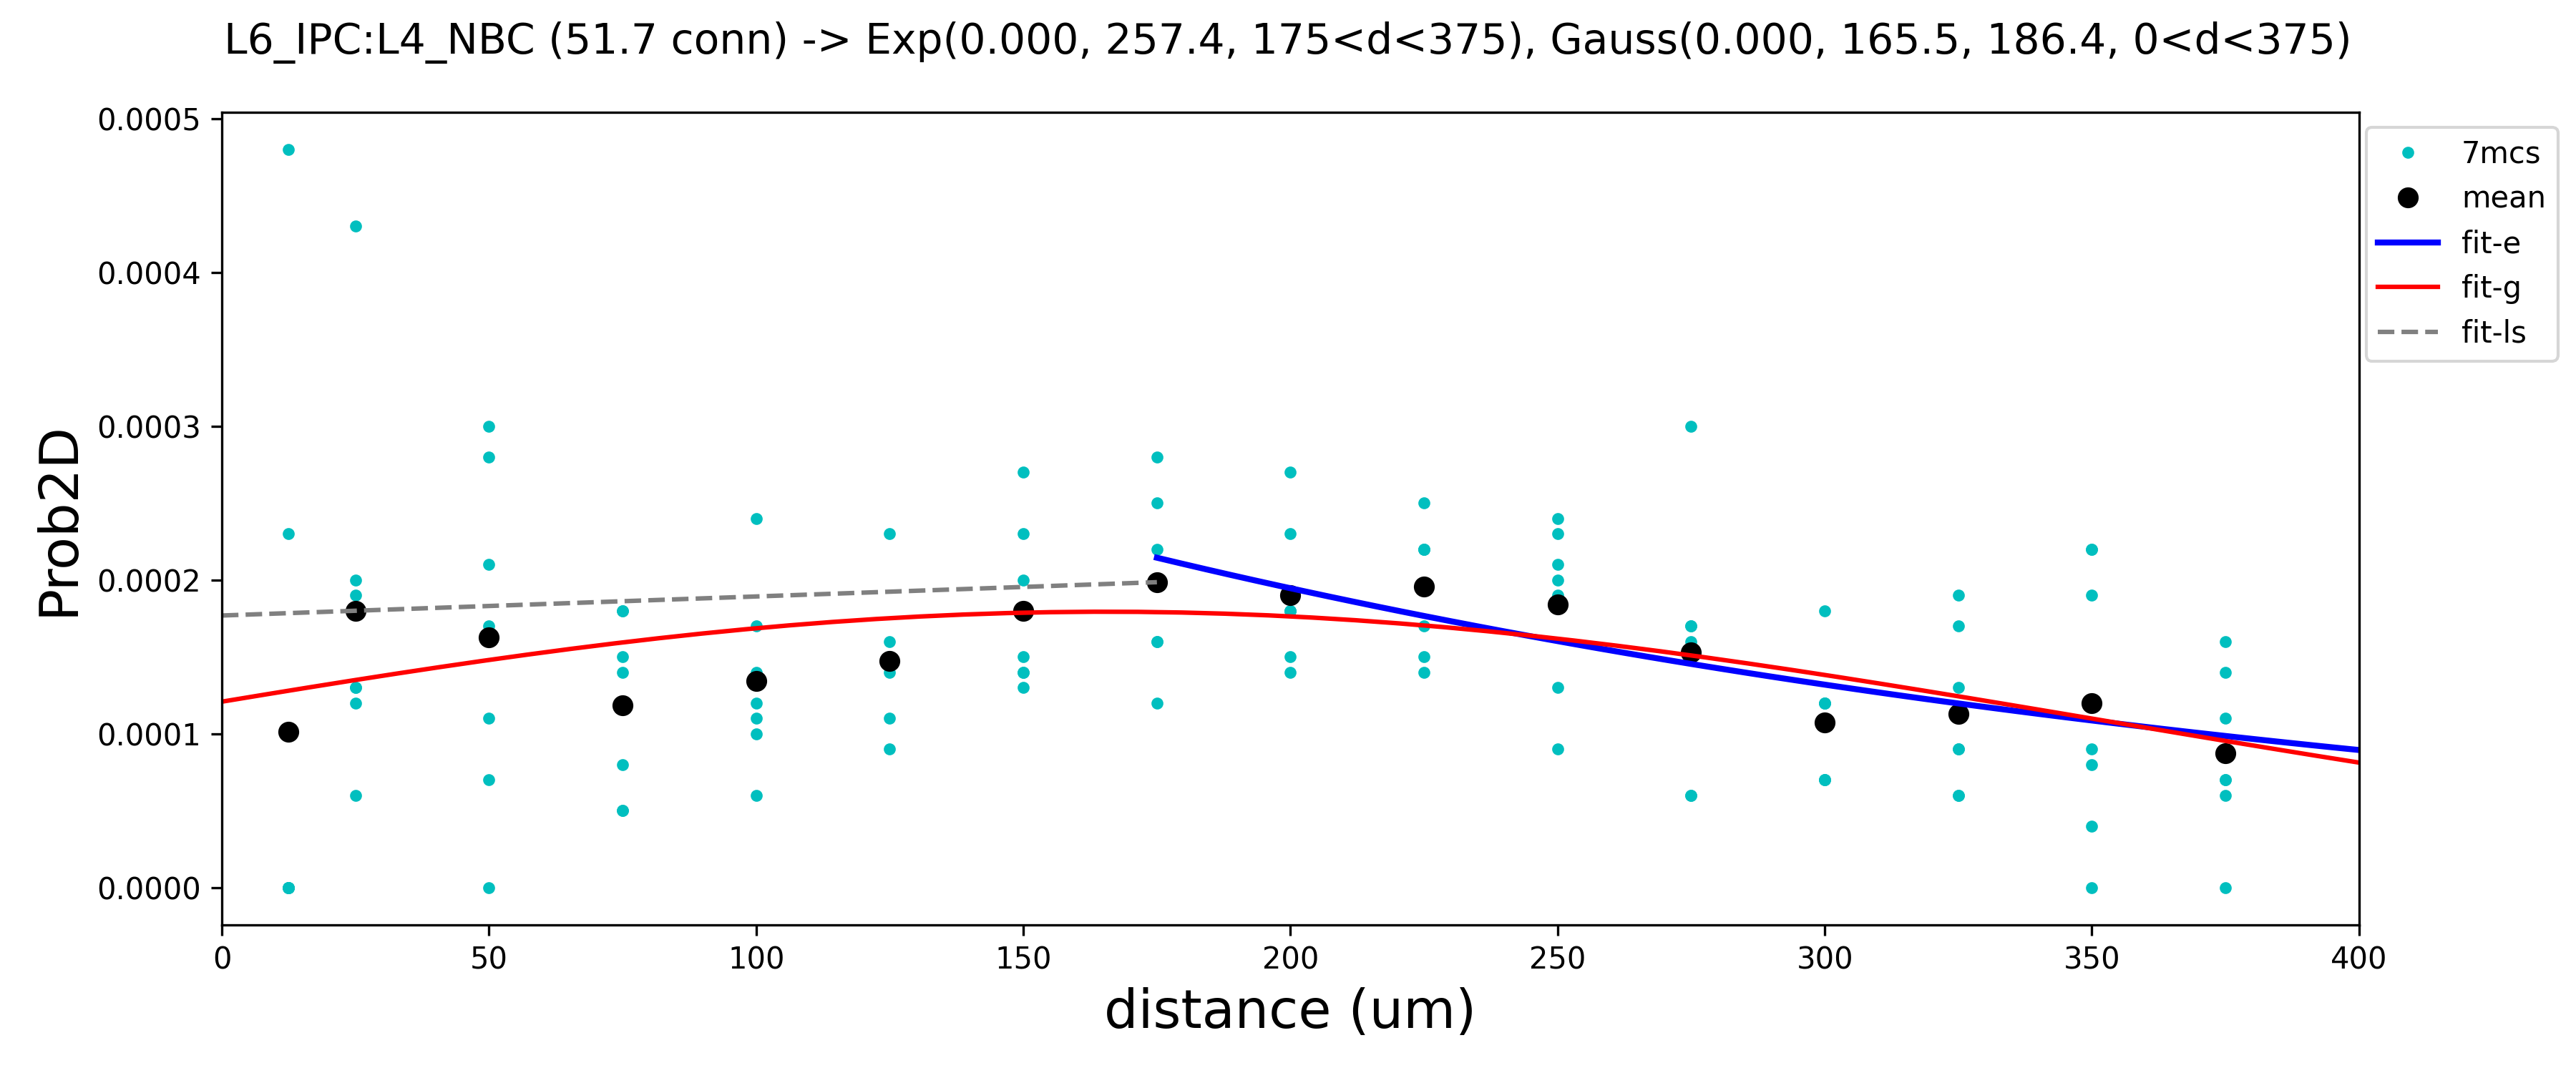 L6_IPC:L4_NBC (51.7 conn) -> Exp(0.000, 257.4, 175<d<375), Gauss(0.000, 165.5, 186.4, 0<d<375)
0.0005
0.0004
0.0003
0.0002
0.0001
0.0000
Prob2D
0 50 100 150 200 250 300 350 400
distance (um)
7mcs
mean
fit-e
fit-g
fit-ls